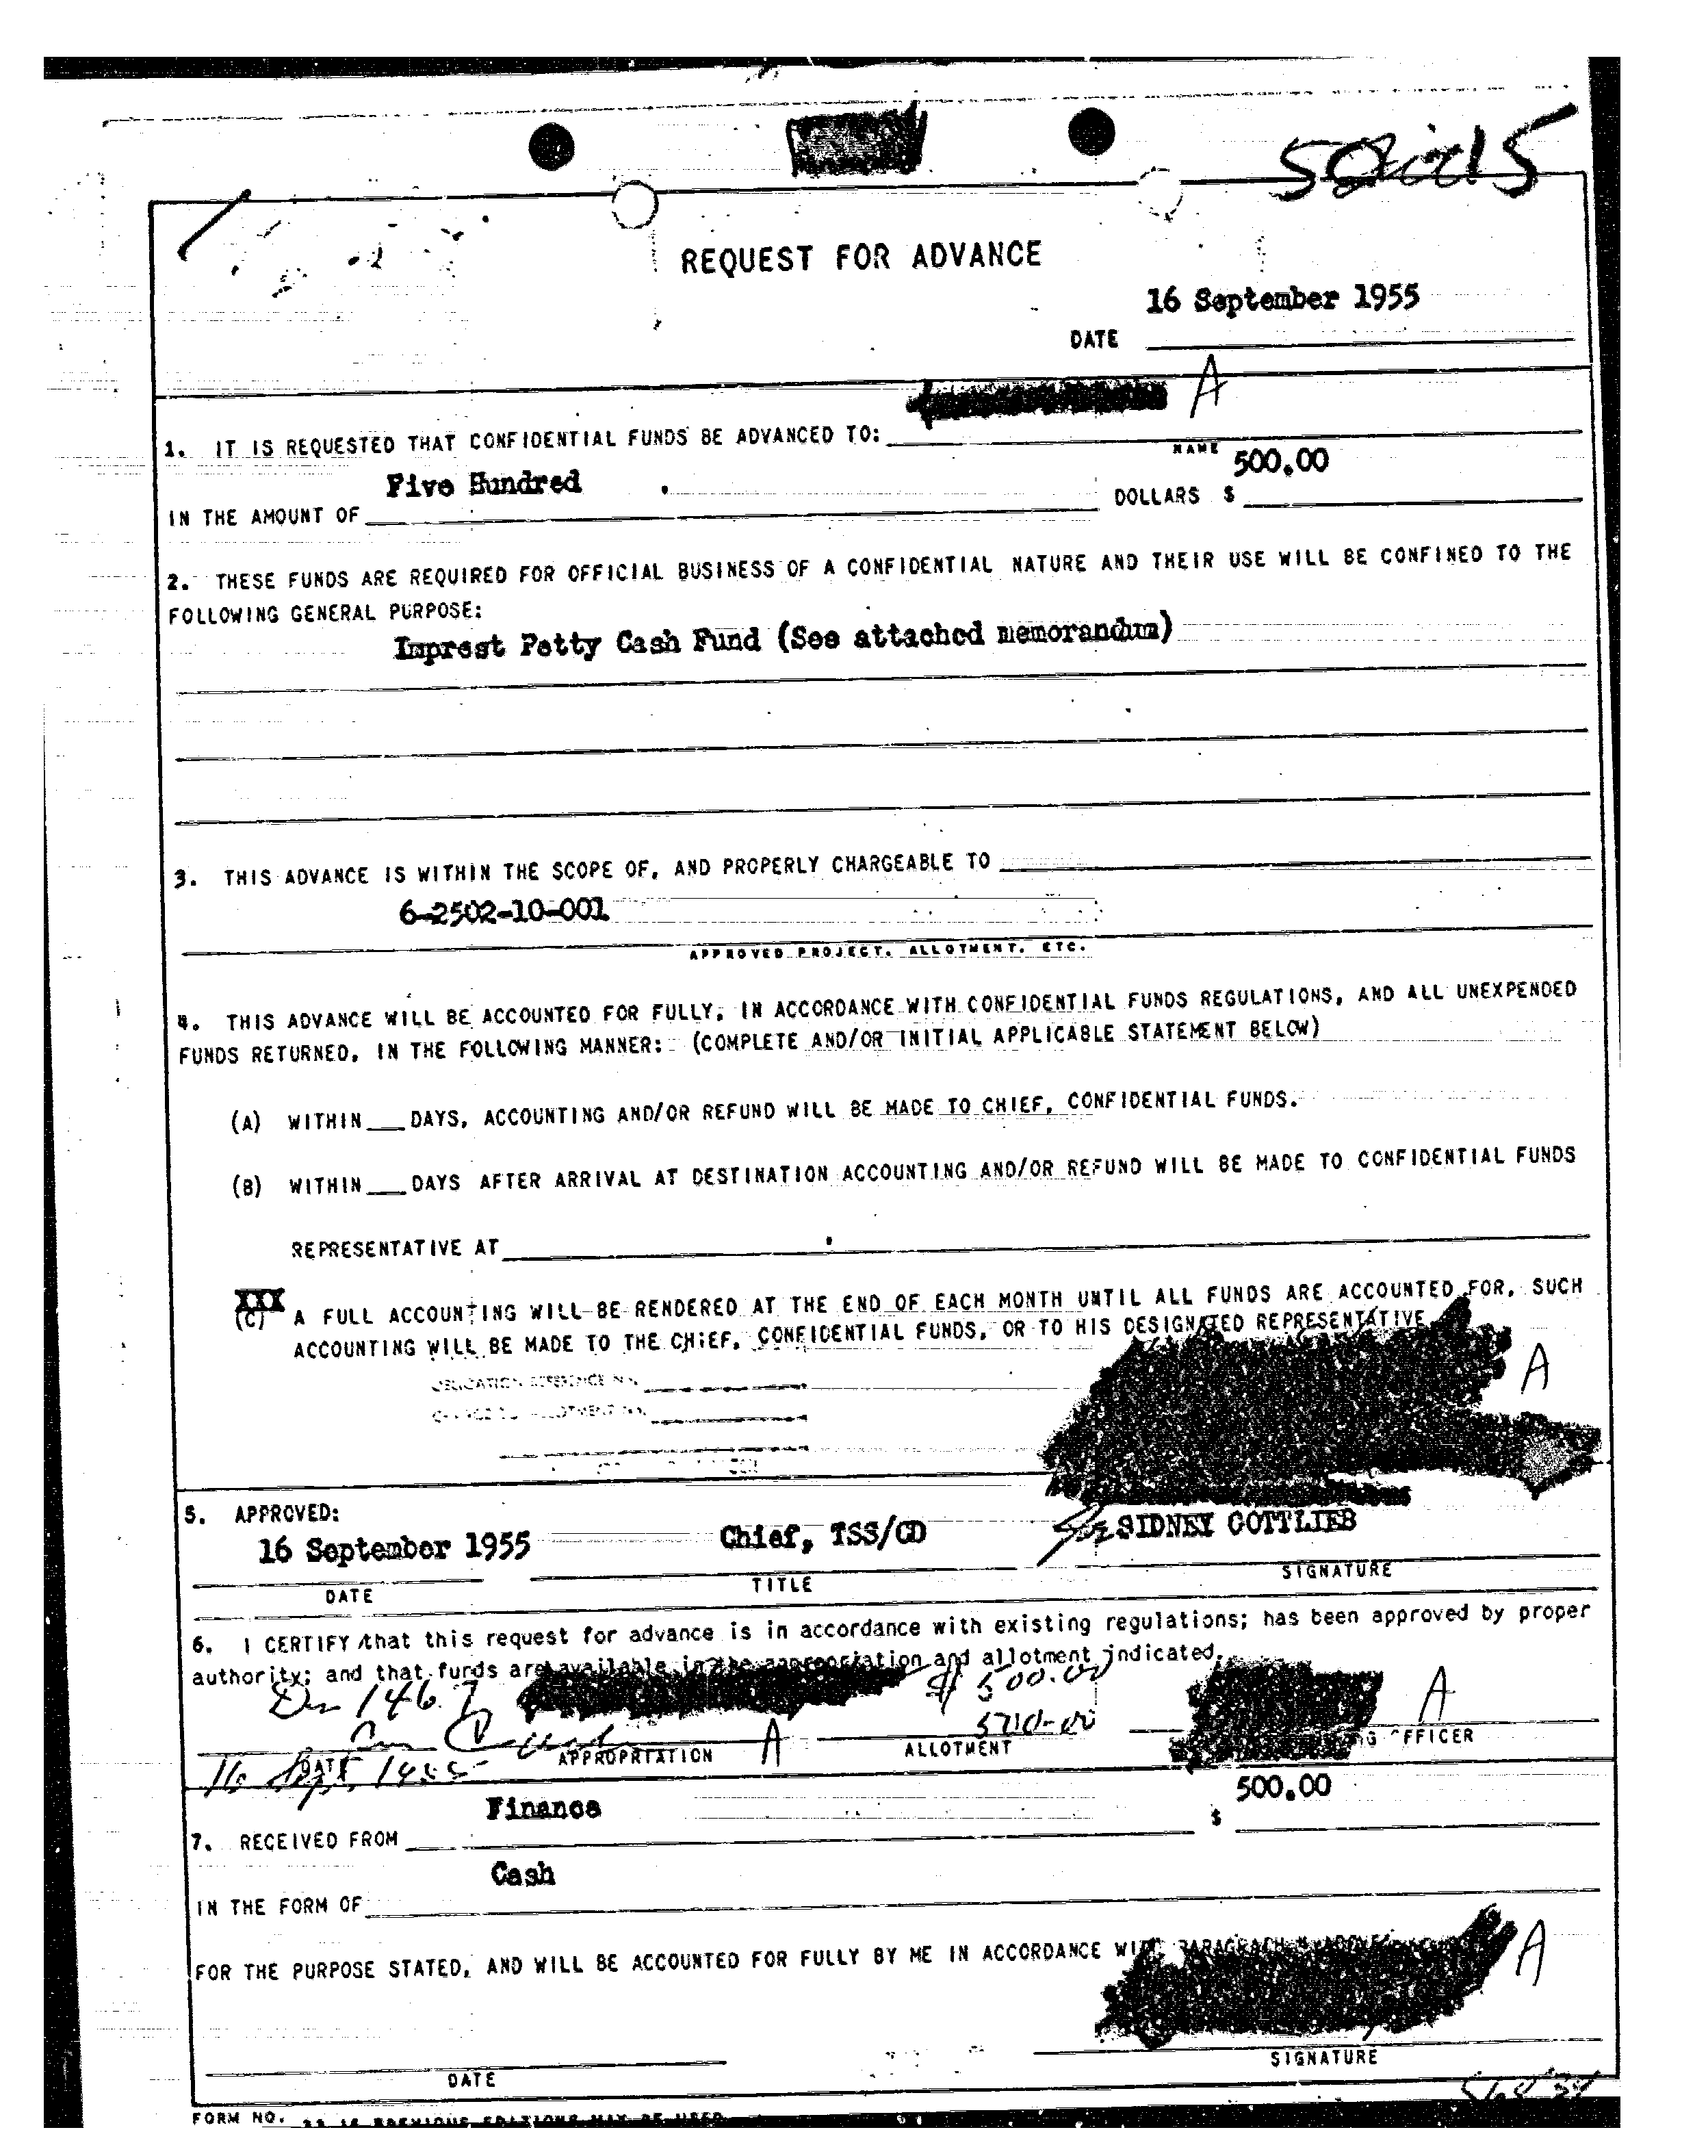 REQUEST FOR ADVANCE
16 September 1955
DATE
A
1. IT IS REQUESTED THAT CONFIDENTIAL FUNDS BE ADVANCED TO:
NAME
Five Hundred
500.00
IN THE AMOUNT OF
DOLLARS $
2. THESE FUNDS ARE REQUIRED FOR OFFICIAL BUSINESS OF A CONFIDENTIAL NATURE AND THEIR USE WILL BE CONFINED TO THE
FOLLOWING GENERAL PURPOSE:
Imprest Petty Cash Fund (See attached memorandum)
3. THIS ADVANCE IS WITHIN THE SCOPE OF, AND PROPERLY CHARGEABLE TO
6-2502-10-001
APPROVED PROJECT, ALLOTMENT, ETC.
4. THIS ADVANCE WILL BE ACCOUNTED FOR FULLY, IN ACCORDANCE WITH CONFIDENTIAL FUNDS REGULATIONS, AND ALL UNEXPENDED
FUNDS RETURNED, IN THE FOLLOWING MANNER: (COMPLETE AND/OR INITIAL APPLICABLE STATEMENT BELOW)
(A) WITHIN ___ DAYS, ACCOUNTING AND/OR REFUND WILL BE MADE TO CHIEF, CONFIDENTIAL FUNDS.
(B) WITHIN ___ DAYS AFTER ARRIVAL AT DESTINATION ACCOUNTING AND/OR REFUND WILL BE MADE TO CONFIDENTIAL FUNDS
REPRESENTATIVE AT
XXX
(C) A FULL ACCOUNTING WILL BE RENDERED AT THE END OF EACH MONTH UNTIL ALL FUNDS ARE ACCOUNTED FOR, SUCH
ACCOUNTING WILL BE MADE TO THE CHIEF, CONFIDENTIAL FUNDS, OR TO HIS DESIGNATED REPRESENTATIVE
A
OBLIGATION REFERENCE NO.
CHARGE TO ALLOTMENT NO.
5. APPROVED:
16 September 1955 Chief, TSS/CD SIDNEY GOTTLIEB
DATE TITLE SIGNATURE
6. I CERTIFY that this request for advance is in accordance with existing regulations; has been approved by proper
authority; and that funds are available in the appropriation and allotment indicated.
146 $ 500.00 A
DATE APPROPRIATION A ALLOTMENT OFFICER
16 Sept. 1955
Finance 500.00
7. RECEIVED FROM $
Cash
IN THE FORM OF
FOR THE PURPOSE STATED, AND WILL BE ACCOUNTED FOR FULLY BY ME IN ACCORDANCE WITH PARAGRAPH 4 ABOVE
A
DATE SIGNATURE
FORM NO. PREVIOUS EDITIONS MAY BE USED